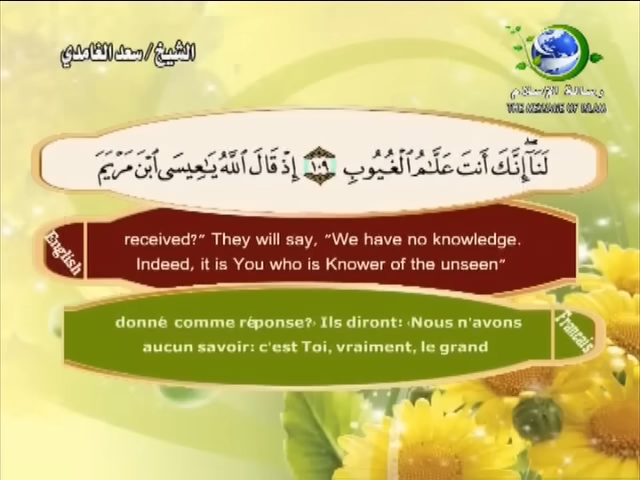 الشيخ/ سعد الغامدي
رسالة الإسلام
THE MESSAGE OF ISLAM
لَنَآ إِنَّكَ أَنتَ عَلَّٰمُ ٱلْغُيُوبِ ١٠٩ إِذْ قَالَ ٱللَّهُ يَٰعِيسَى ٱبْنَ مَرْيَمَ
English
received?” They will say, “We have no knowledge.
Indeed, it is You who is Knower of the unseen”
donné comme réponse?› Ils diront: ‹Nous n'avons
aucun savoir: c'est Toi, vraiment, le grand
Francais